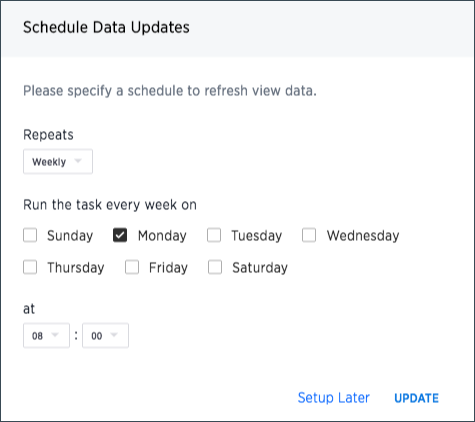 Schedule Data Updates
Please specify a schedule to refresh view data.
Repeats
Weekly
Run the task every week on
Sunday Monday Tuesday Wednesday
Thursday Friday Saturday
at
08 : 00
Setup Later UPDATE